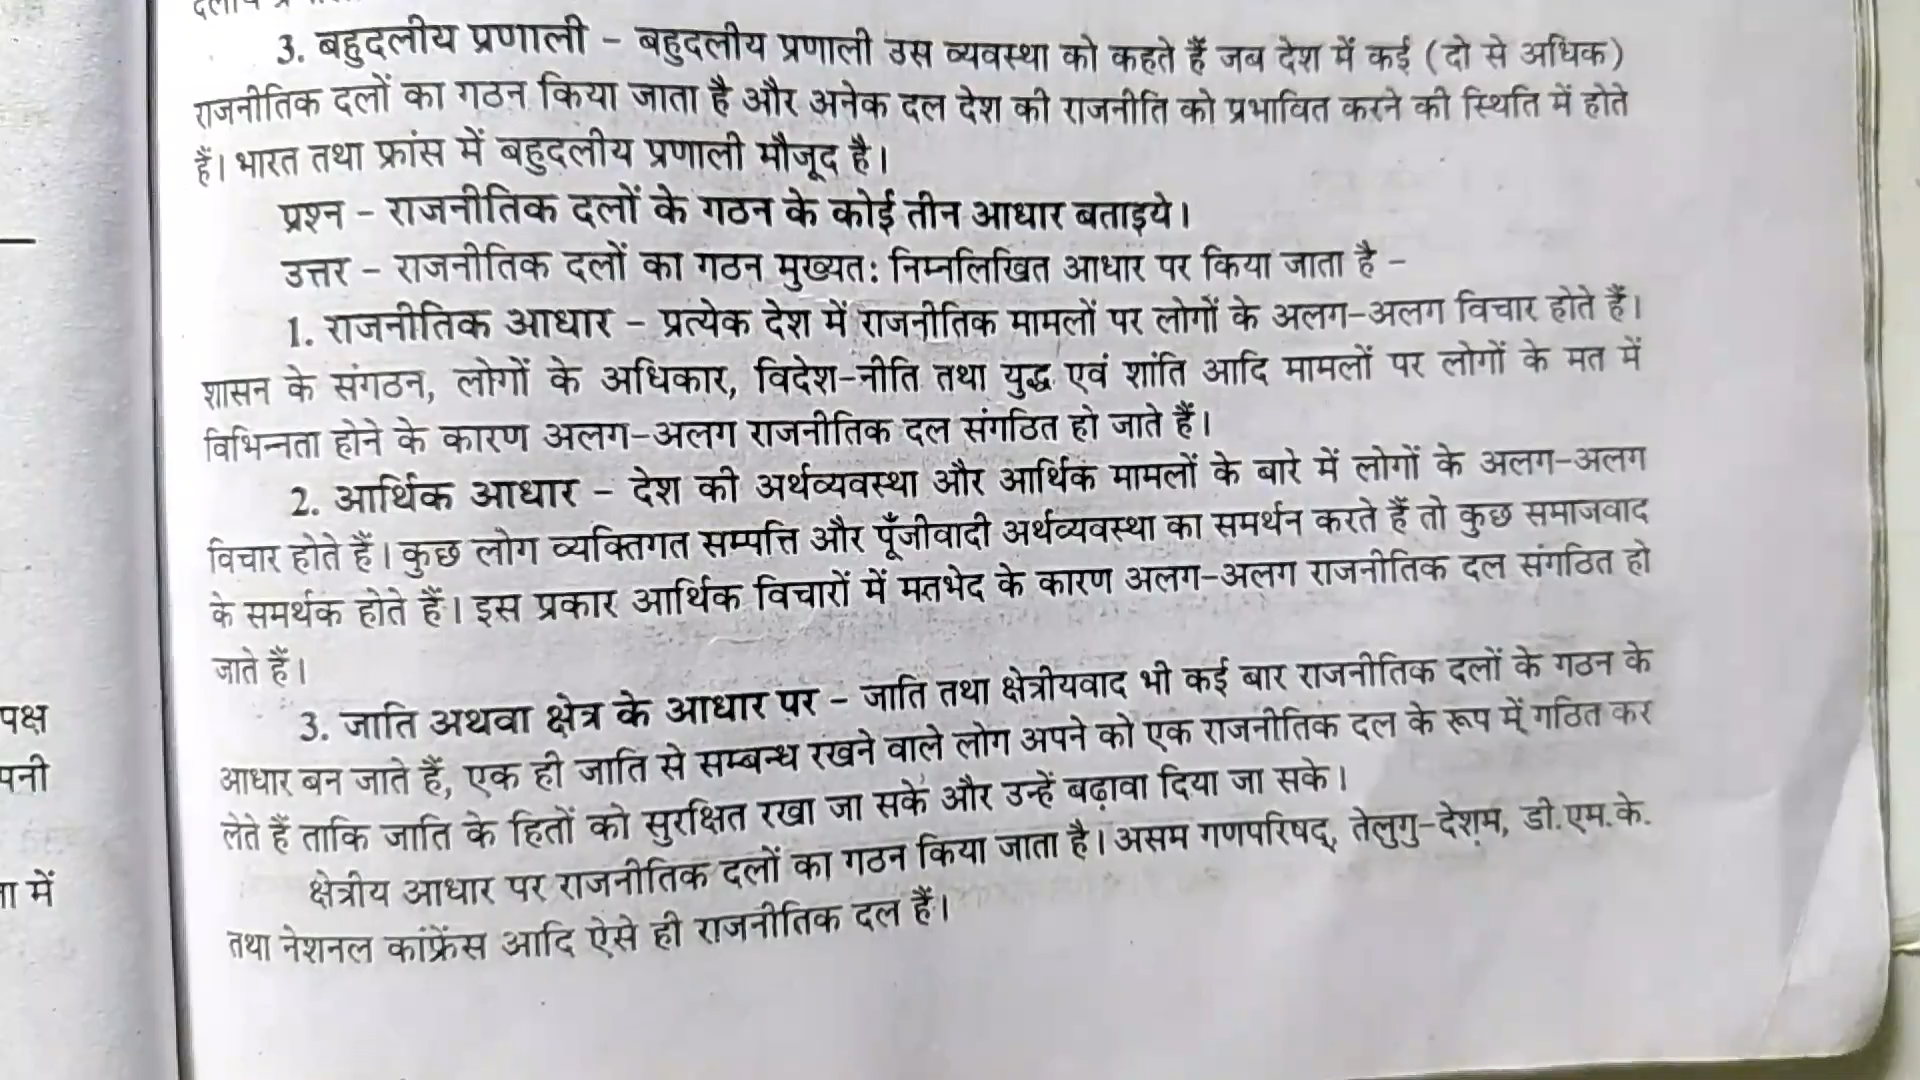 3. बहुदलीय प्रणाली – बहुदलीय प्रणाली उस व्यवस्था को कहते हैं जब देश में कई (दो से अधिक)
राजनीतिक दलों का गठन किया जाता है और अनेक दल देश की राजनीति को प्रभावित करने की स्थिति में होते
हैं। भारत तथा फ्रांस में बहुदलीय प्रणाली मौजूद है।
प्रश्न – राजनीतिक दलों के गठन के कोई तीन आधार बताइये।
उत्तर – राजनीतिक दलों का गठन मुख्यत: निम्नलिखित आधार पर किया जाता है –
1. राजनीतिक आधार – प्रत्येक देश में राजनीतिक मामलों पर लोगों के अलग-अलग विचार होते हैं।
शासन के संगठन, लोगों के अधिकार, विदेश-नीति तथा युद्ध एवं शांति आदि मामलों पर लोगों के मत में
विभिन्नता होने के कारण अलग-अलग राजनीतिक दल संगठित हो जाते हैं।
2. आर्थिक आधार – देश की अर्थव्यवस्था और आर्थिक मामलों के बारे में लोगों के अलग-अलग
विचार होते हैं। कुछ लोग व्यक्तिगत सम्पत्ति और पूँजीवादी अर्थव्यवस्था का समर्थन करते हैं तो कुछ समाजवाद
के समर्थक होते हैं। इस प्रकार आर्थिक विचारों में मतभेद के कारण अलग-अलग राजनीतिक दल संगठित हो
जाते हैं।
3. जाति अथवा क्षेत्र के आधार पर – जाति तथा क्षेत्रीयवाद भी कई बार राजनीतिक दलों के गठन के
आधार बन जाते हैं, एक ही जाति से सम्बन्ध रखने वाले लोग अपने को एक राजनीतिक दल के रूप में गठित कर
लेते हैं ताकि जाति के हितों को सुरक्षित रखा जा सके और उन्हें बढ़ावा दिया जा सके।
क्षेत्रीय आधार पर राजनीतिक दलों का गठन किया जाता है। असम गणपरिषद्, तेलुगु-देशम, डी.एम.के.
तथा नेशनल कांफ्रेंस आदि ऐसे ही राजनीतिक दल हैं।
पक्ष
में